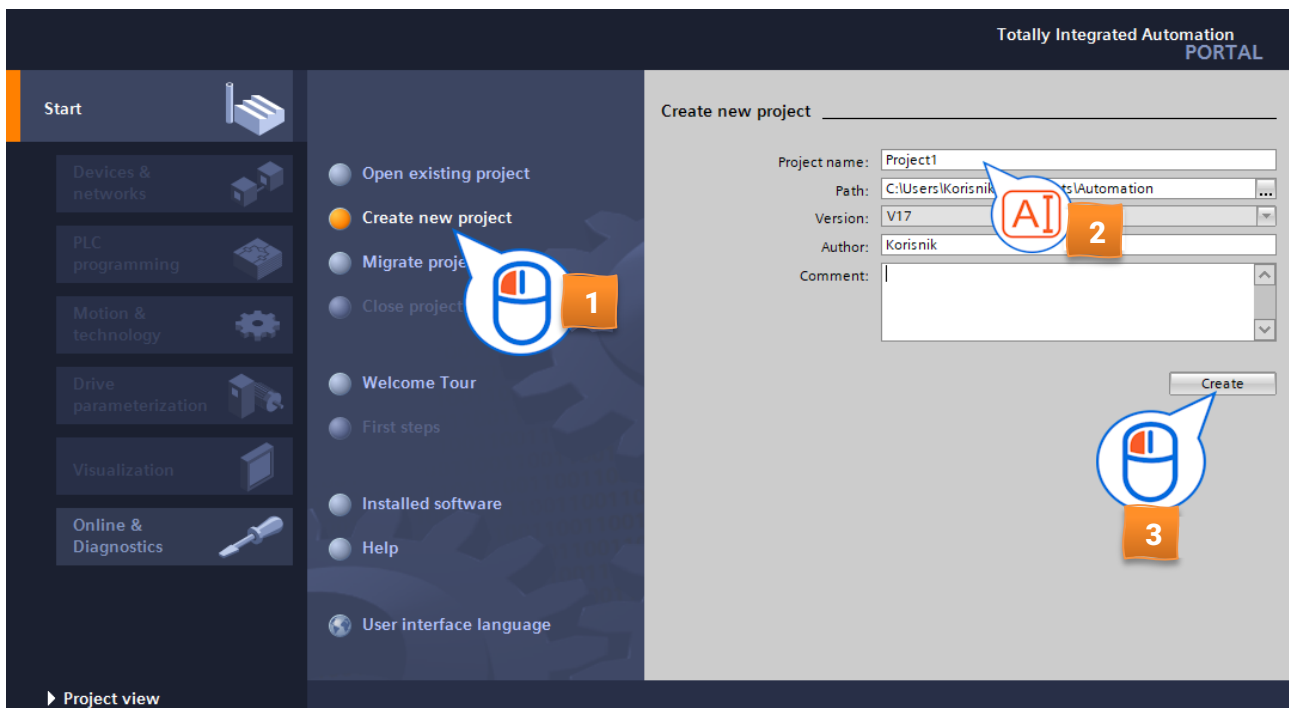 Totally Integrated Automation
PORTAL
Start
Devices &
networks
PLC
programming
Motion &
technology
Drive
parameterization
Visualization
Online &
Diagnostics
Project view
Open existing project
Create new project
Migrate proje
Close project
1
Welcome Tour
First steps
Installed software
Help
User interface language
Create new project
Project name: Project1
Path: C:\Users\Korisnik ts\Automation ...
Version: V17
Author: Korisnik
Comment:
AI
2
Create
3